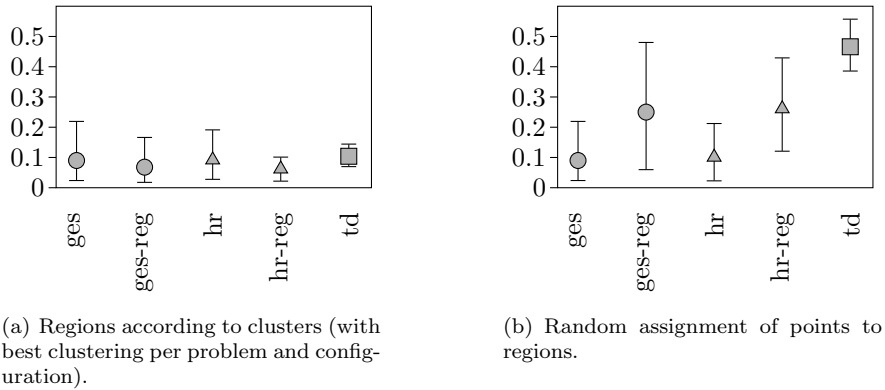 0.5
0.4
0.3
0.2
0.1
0
ges
ges-reg
hr
hr-reg
td
(a) Regions according to clusters (with
best clustering per problem and config-
uration).
0.5
0.4
0.3
0.2
0.1
0
ges
ges-reg
hr
hr-reg
td
(b) Random assignment of points to
regions.